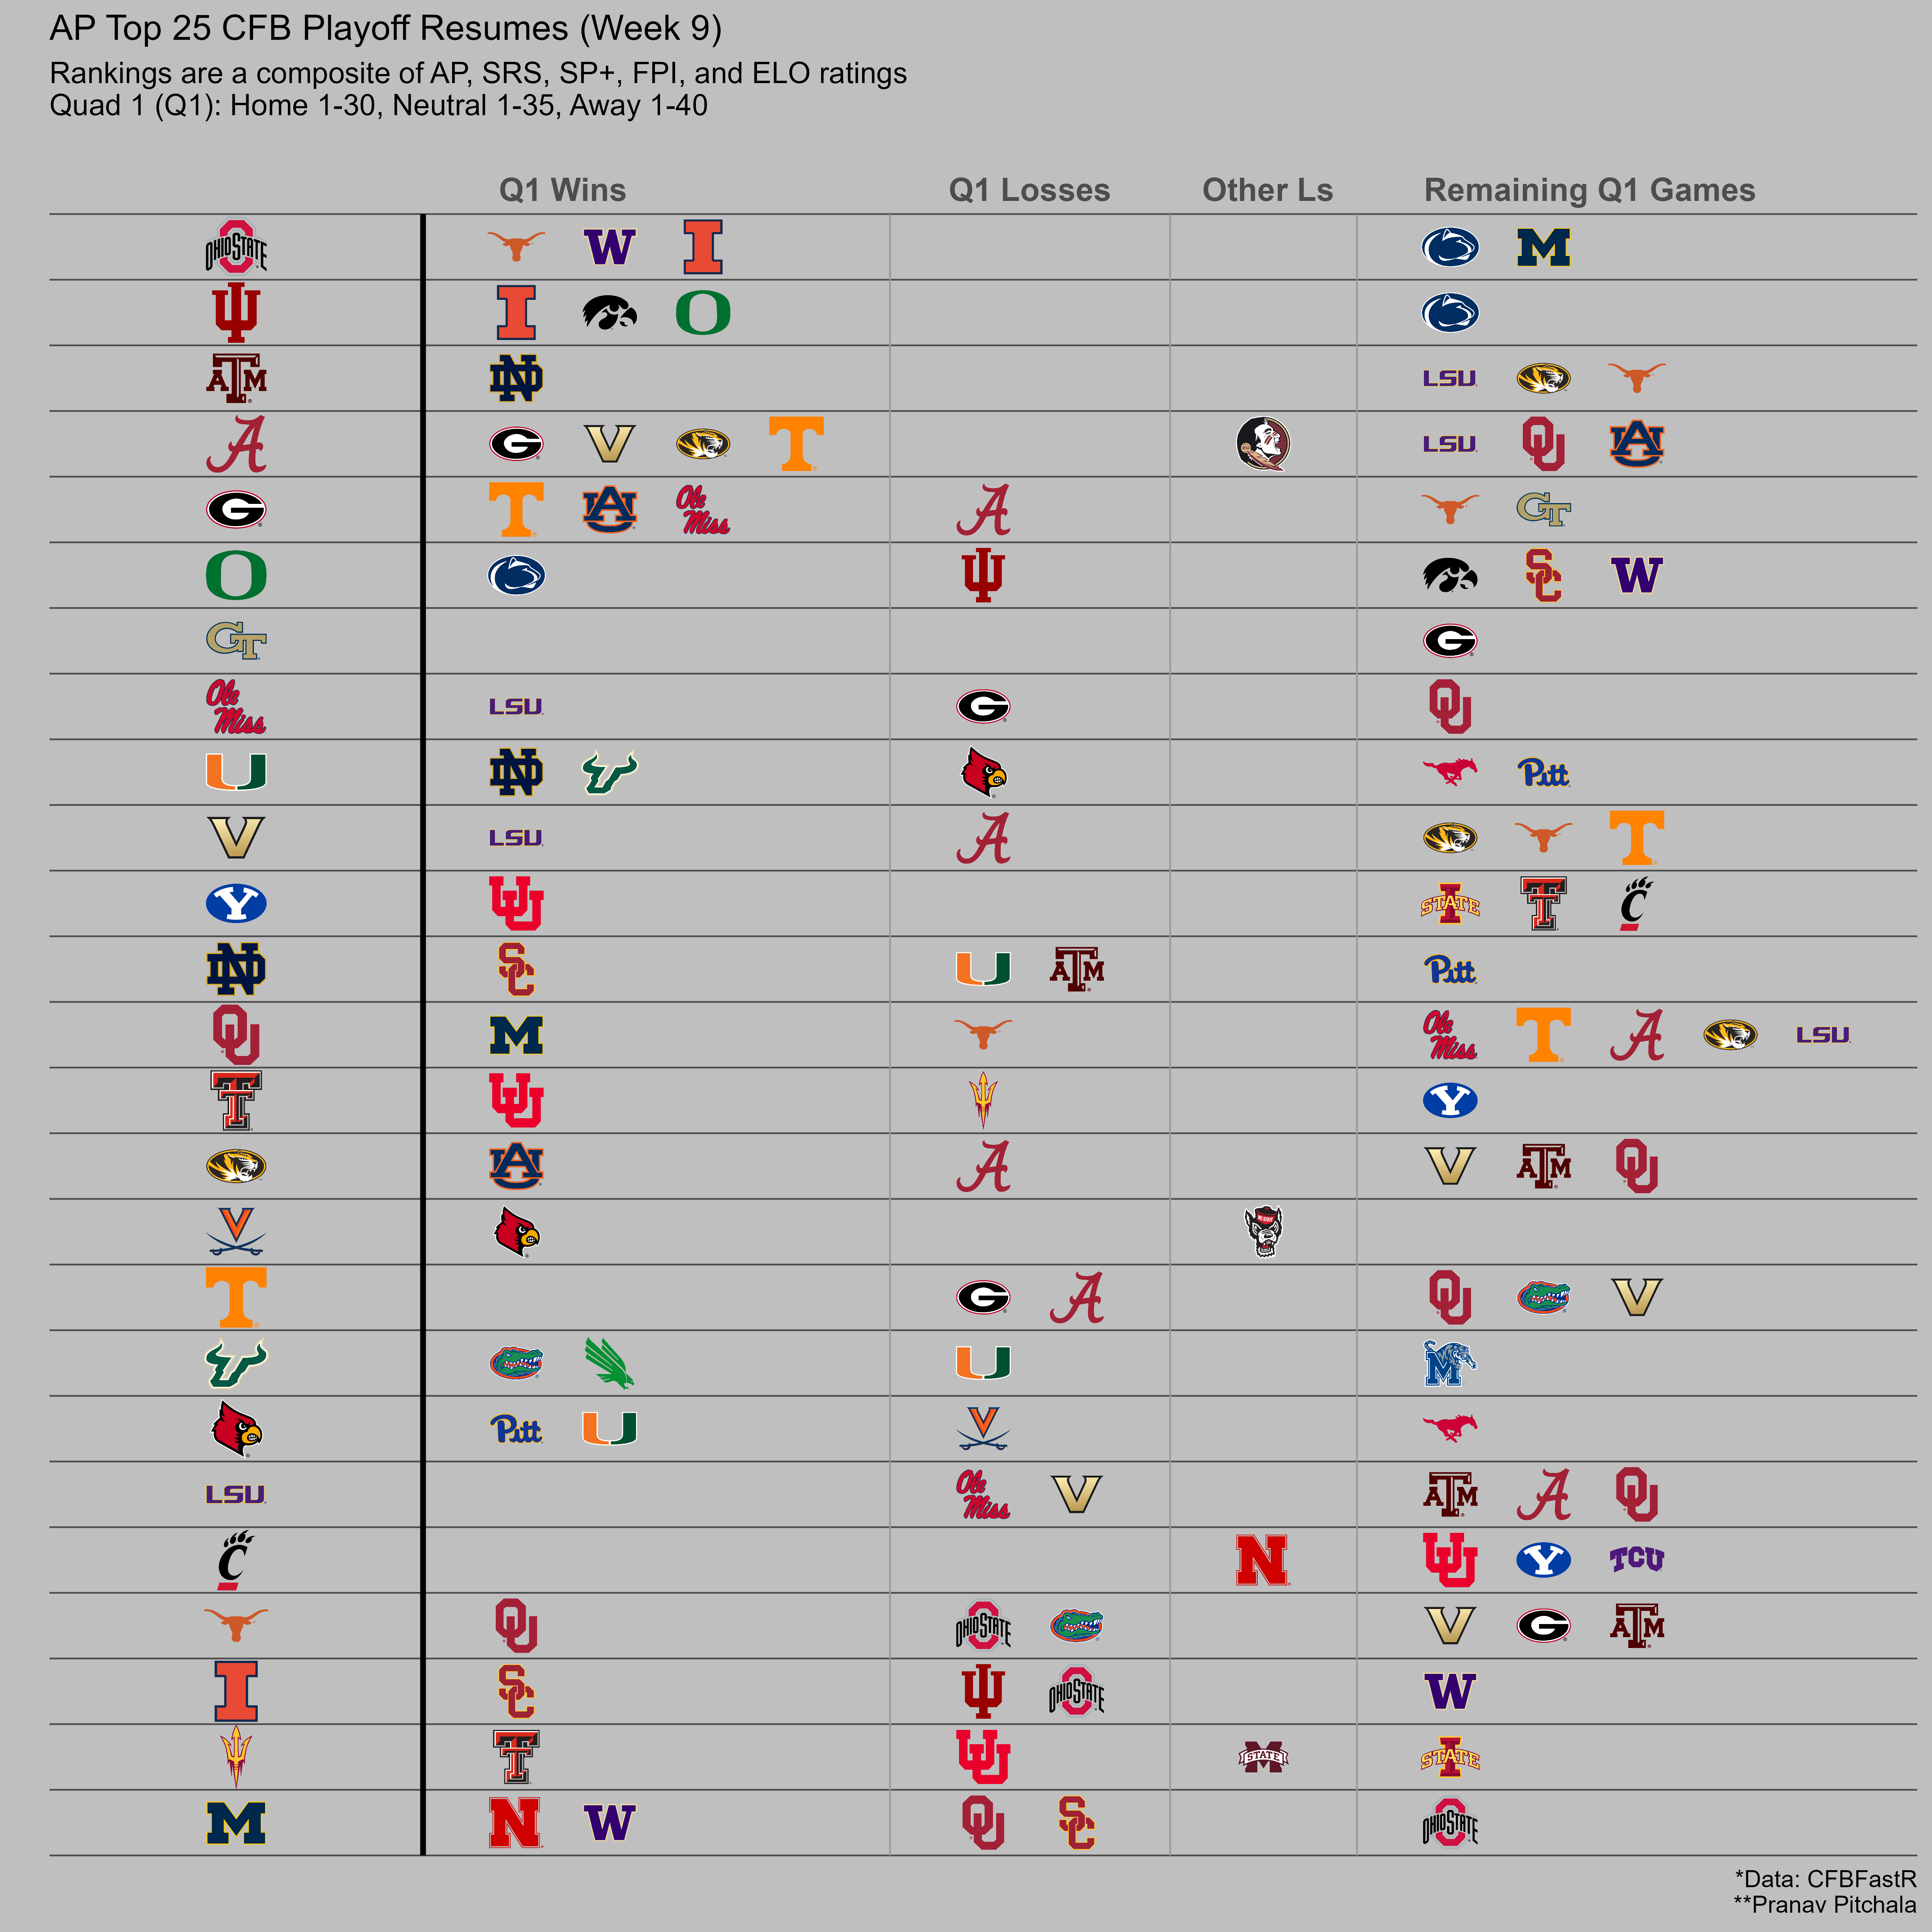 AP Top 25 CFB Playoff Resumes (Week 9)
Rankings are a composite of AP, SRS, SP+, FPI, and ELO ratings
Quad 1 (Q1): Home 1-30, Neutral 1-35, Away 1-40
Q1 Wins Q1 Losses Other Ls Remaining Q1 Games
OHIO STATE W I M
I O
ATM LSU
A G V T LSU OU AU
G T AU Ole Miss A GT
O SC W
GT G
Ole Miss LSU G OU
U ND Pitt
V LSU A T
Y UU STATE T C
ND SC U ATM Pitt
OU M Ole Miss T A LSU
T UU Y
AU A V ATM OU
V
T G A OU V
U U M
Pitt U V
LSU Ole Miss V ATM A OU
C N UU Y TCU
OU OHIO STATE V G ATM
I SC OHIO STATE W
T UU STATE STATE
M N W OU SC OHIO STATE
*Data: CFBFastR
**Pranav Pitchala